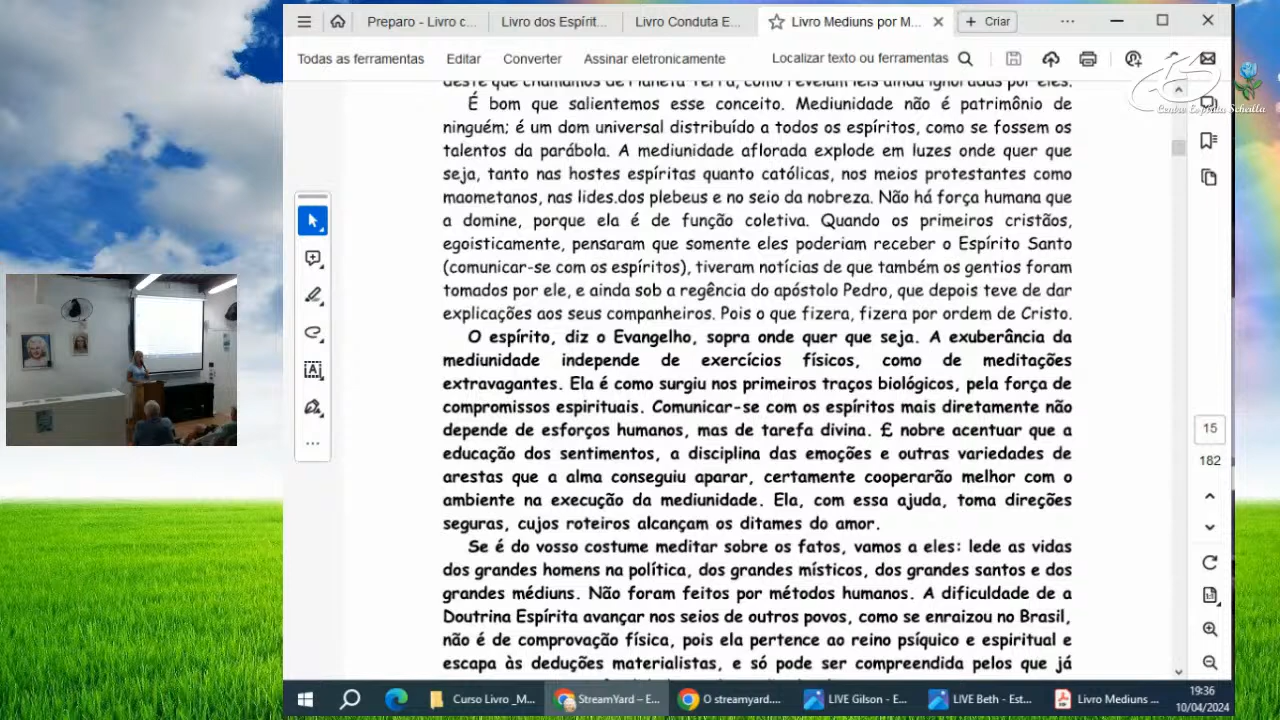 Preparo - Livro c...
Livro dos Espírit...
Livro Conduta E...
Livro Mediuns por M...
Criar
Todas as ferramentas
Editar
Converter
Assinar eletronicamente
Localizar texto ou ferramentas
Centro Espírita Scheilla
deste que chamamos de Planeta Terra, como revelam leis ainda ignoradas por eles.
É bom que salientemos esse conceito. Mediunidade não é patrimônio de
ninguém; é um dom universal distribuído a todos os espíritos, como se fossem os
talentos da parábola. A mediunidade aflorada explode em luzes onde quer que
seja, tanto nas hostes espíritas quanto católicas, nos meios protestantes como
maometanos, nas lides.dos plebeus e no seio da nobreza. Não há força humana que
a domine, porque ela é de função coletiva. Quando os primeiros cristãos,
egoisticamente, pensaram que somente eles poderiam receber o Espírito Santo
(comunicar-se com os espíritos), tiveram notícias de que também os gentios foram
tomados por ele, e ainda sob a regência do apóstolo Pedro, que depois teve de dar
explicações aos seus companheiros. Pois o que fizera, fizera por ordem de Cristo.
O espírito, diz o Evangelho, sopra onde quer que seja. A exuberância da
mediunidade independe de exercícios físicos, como de meditações
extravagantes. Ela é como surgiu nos primeiros traços biológicos, pela força de
compromissos espirituais. Comunicar-se com os espíritos mais diretamente não
depende de esforços humanos, mas de tarefa divina. £ nobre acentuar que a
educação dos sentimentos, a disciplina das emoções e outras variedades de
arestas que a alma conseguiu aparar, certamente cooperarão melhor com o
ambiente na execução da mediunidade. Ela, com essa ajuda, toma direções
seguras, cujos roteiros alcançam os ditames do amor.
Se é do vosso costume meditar sobre os fatos, vamos a eles: lede as vidas
dos grandes homens na política, dos grandes místicos, dos grandes santos e dos
grandes médiuns. Não foram feitos por métodos humanos. A dificuldade de a
Doutrina Espírita avançar nos seios de outros povos, como se enraizou no Brasil,
não é de comprovação física, pois ela pertence ao reino psíquico e espiritual e
escapa às deduções materialistas, e só pode ser compreendida pelos que já
15
182
Curso Livro _M...
StreamYard – E...
O streamyard....
LIVE Gilson - E...
LIVE Beth - Est...
Livro Mediuns ...
19:36
10/04/2024